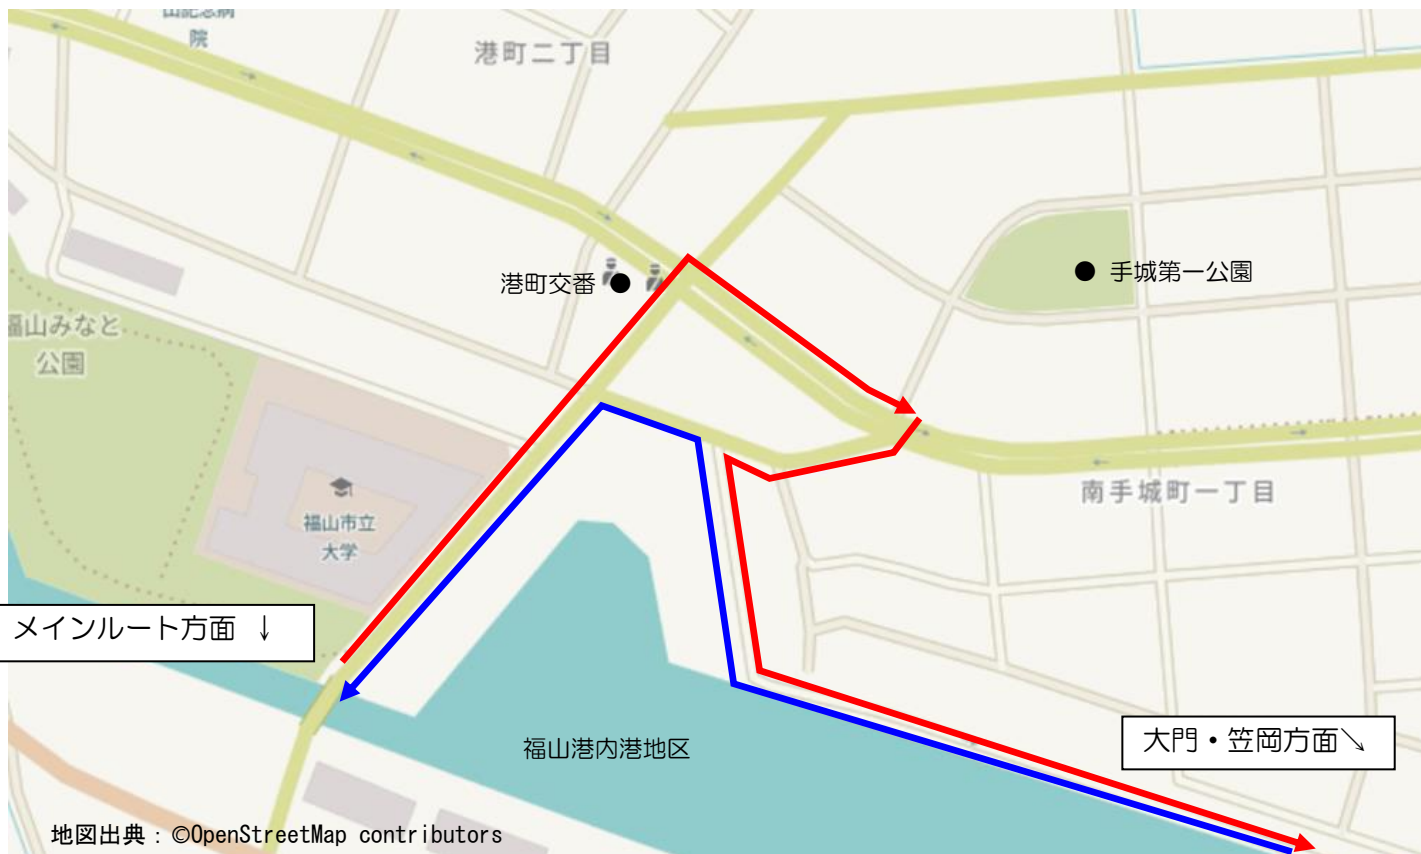 院
港町二丁目
港町交番
手城第一公園
福山みなと
公園
南手城町一丁目
福山市立
大学
メインルート方面 ↓
大門・笠岡方面↘
福山港内港地区
地図出典：©OpenStreetMap contributors